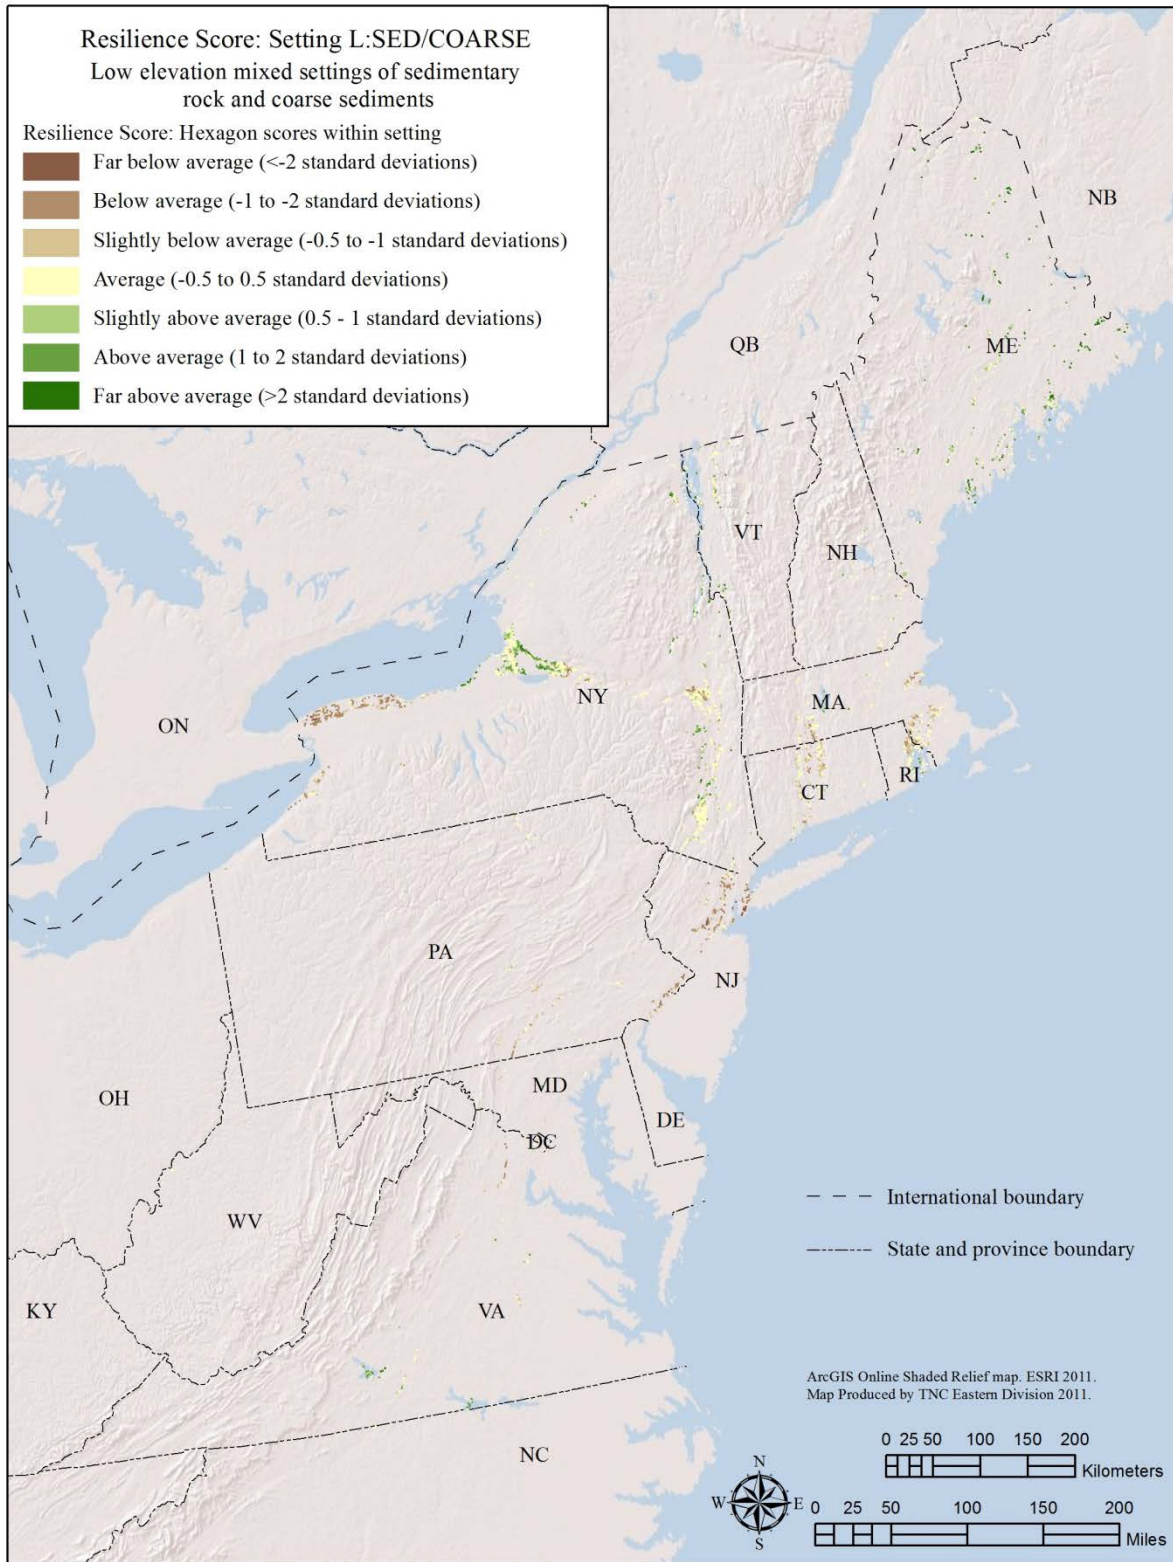 Resilience Score: Setting L:SED/COARSE
Low elevation mixed settings of sedimentary
rock and coarse sediments
Resilience Score: Hexagon scores within setting
Far below average (<-2 standard deviations)
Below average (-1 to -2 standard deviations)
Slightly below average (-0.5 to -1 standard deviations)
Average (-0.5 to 0.5 standard deviations)
Slightly above average (0.5 - 1 standard deviations)
Above average (1 to 2 standard deviations)
Far above average (>2 standard deviations)
NB
QB
ME
VT
NH
NY
MA
ON
RI
CT
PA
NJ
MD
OH
DE
DC
WV
International boundary
State and province boundary
KY
VA
ArcGIS Online Shaded Relief map. ESRI 2011.
Map Produced by TNC Eastern Division 2011.
NC
0 25 50 100 150 200
Kilometers
N
W E
S
0 25 50 100 150 200
Miles